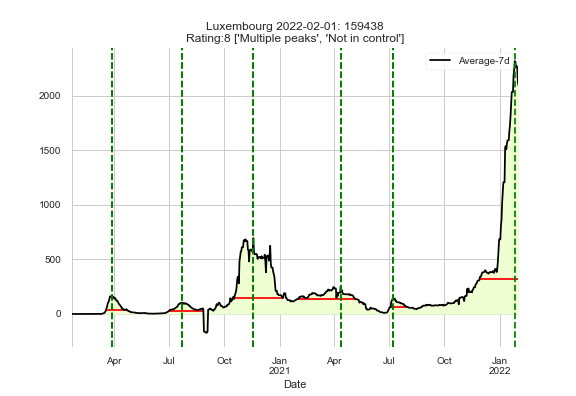 Luxembourg 2022-02-01: 159438
Rating:8 ['Multiple peaks', 'Not in control']
Average-7d
2000
1500
1000
500
0
Apr Jul Oct Jan Apr Jul Oct Jan
2021 2022
Date